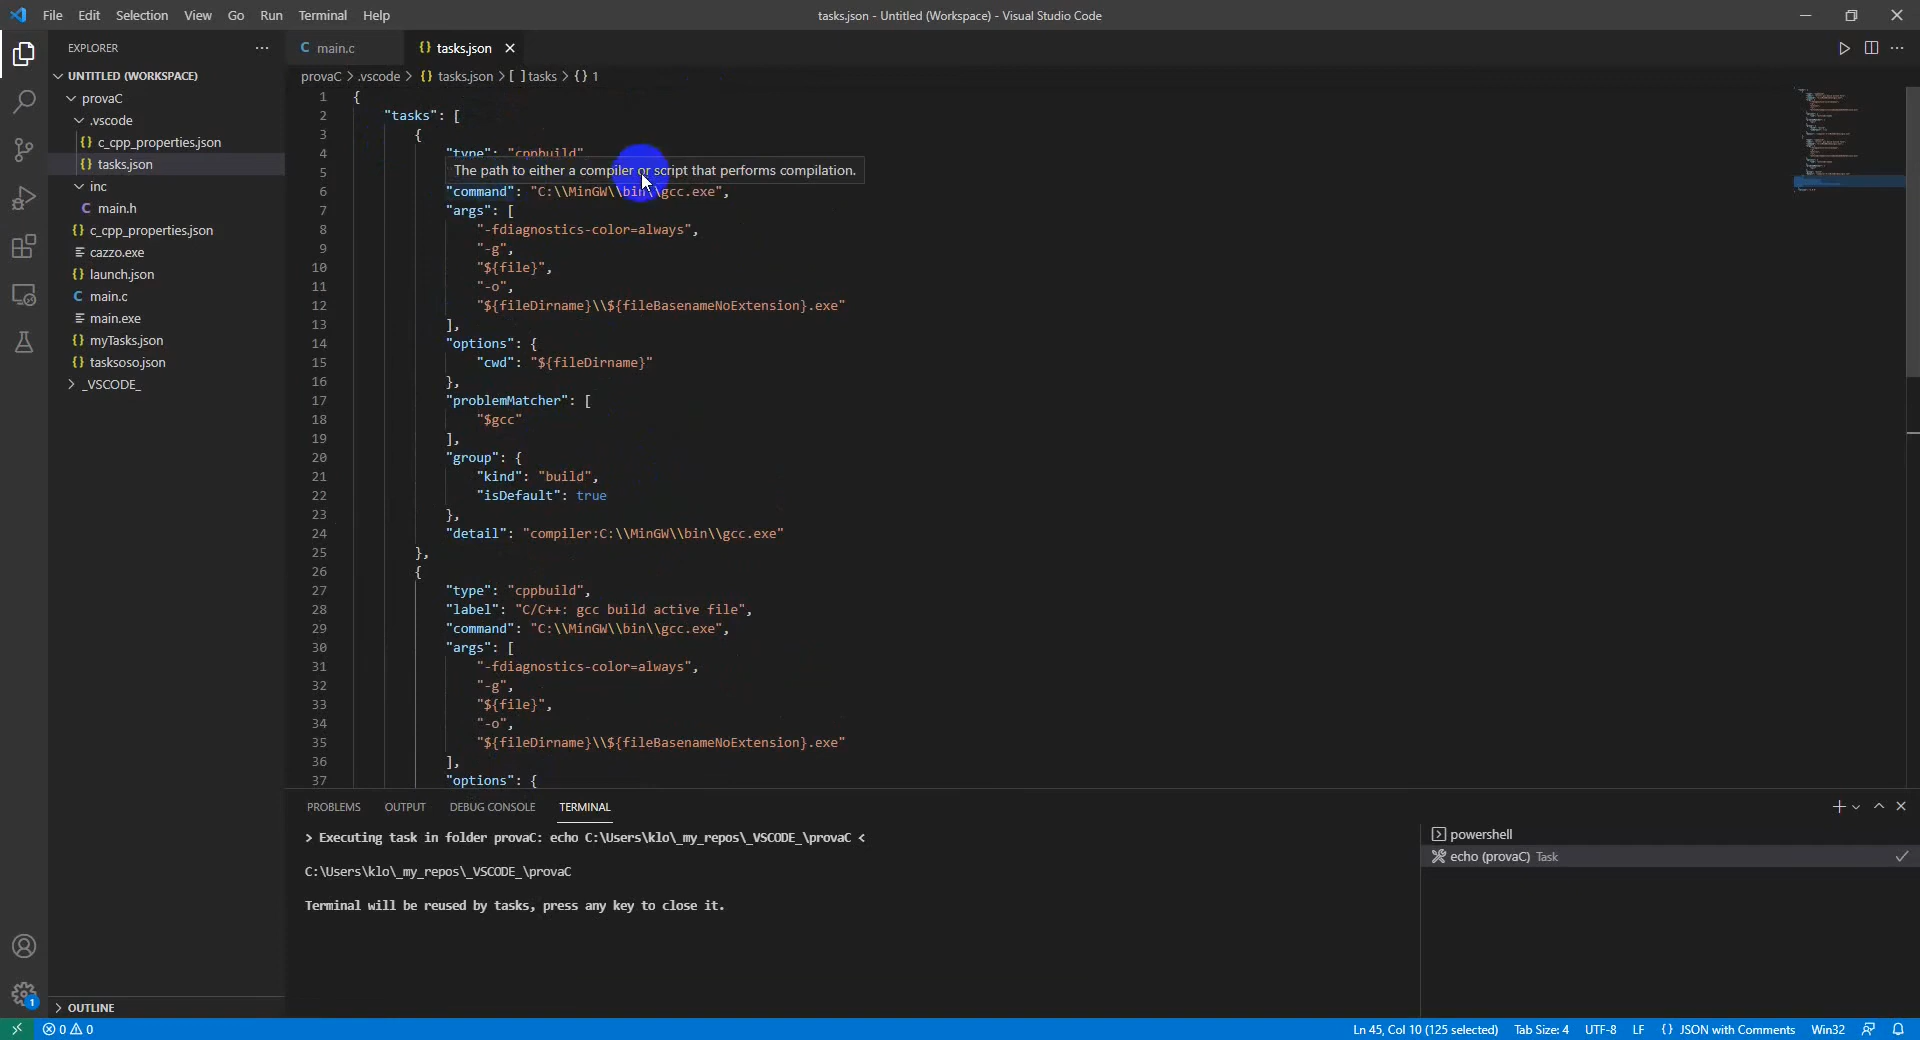 File Edit Selection View Go Run Terminal Help
tasks.json - Untitled (Workspace) - Visual Studio Code
EXPLORER
UNTITLED (WORKSPACE)
provaC
.vscode
c_cpp_properties.json
tasks.json
inc
main.h
c_cpp_properties.json
cazzo.exe
launch.json
main.c
main.exe
myTasks.json
tasksoso.json
_VSCODE_
OUTLINE
main.c
tasks.json
provaC > .vscode > {} tasks.json > [ ] tasks > {} 1
1 {
2 "tasks": [
3 {
4 "type": "cppbuild"
The path to either a compiler or script that performs compilation.
5
6 "command": "C:\\MinGW\\bin\\gcc.exe",
7 "args": [
8 "-fdiagnostics-color=always",
9 "-g",
10 "${file}",
11 "-o",
12 "${fileDirname}\\${fileBasenameNoExtension}.exe"
13 ],
14 "options": {
15 "cwd": "${fileDirname}"
16 },
17 "problemMatcher": [
18 "$gcc"
19 ],
20 "group": {
21 "kind": "build",
22 "isDefault": true
23 },
24 "detail": "compiler:C:\\MinGW\\bin\\gcc.exe"
25 },
26 {
27 "type": "cppbuild",
28 "label": "C/C++: gcc build active file",
29 "command": "C:\\MinGW\\bin\\gcc.exe",
30 "args": [
31 "-fdiagnostics-color=always",
32 "-g",
33 "${file}",
34 "-o",
35 "${fileDirname}\\${fileBasenameNoExtension}.exe"
36 ],
37 "options": {
PROBLEMS OUTPUT DEBUG CONSOLE TERMINAL
> Executing task in folder provaC: echo C:\Users\klo\_my_repos\_VSCODE_\provaC <
C:\Users\klo\_my_repos\_VSCODE_\provaC
Terminal will be reused by tasks, press any key to close it.
powershell
echo (provaC) Task
1
0 0
Ln 45, Col 10 (125 selected) Tab Size: 4 UTF-8 LF {} JSON with Comments Win32